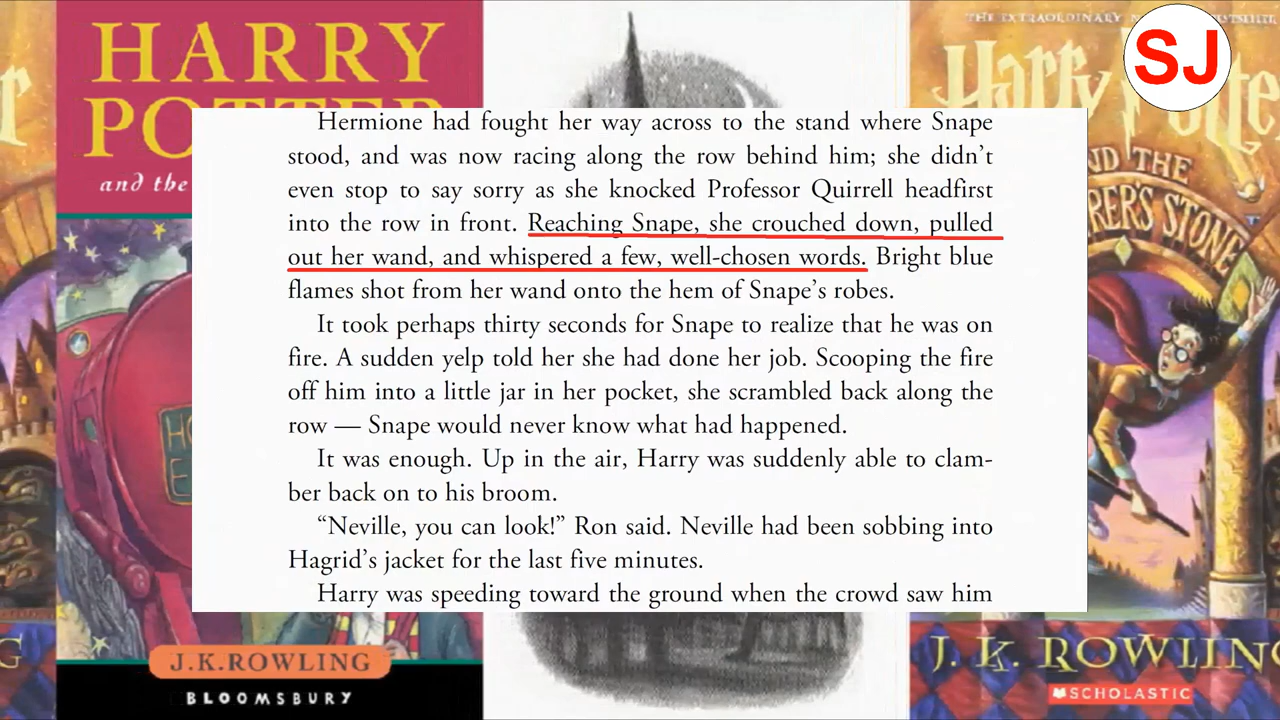 HARRY
POTTER
and the
THE EXTRAORDINARY
Harry Potter
AND THE
SORCERER'S STONE
SJ
Hermione had fought her way across to the stand where Snape
stood, and was now racing along the row behind him; she didn't
even stop to say sorry as she knocked Professor Quirrell headfirst
into the row in front. Reaching Snape, she crouched down, pulled
out her wand, and whispered a few, well-chosen words. Bright blue
flames shot from her wand onto the hem of Snape's robes.
It took perhaps thirty seconds for Snape to realize that he was on
fire. A sudden yelp told her she had done her job. Scooping the fire
off him into a little jar in her pocket, she scrambled back along the
row — Snape would never know what had happened.
It was enough. Up in the air, Harry was suddenly able to clam-
ber back on to his broom.
“Neville, you can look!” Ron said. Neville had been sobbing into
Hagrid's jacket for the last five minutes.
Harry was speeding toward the ground when the crowd saw him
J.K.ROWLING
BLOOMSBURY
J. K. ROWLING
SCHOLASTIC